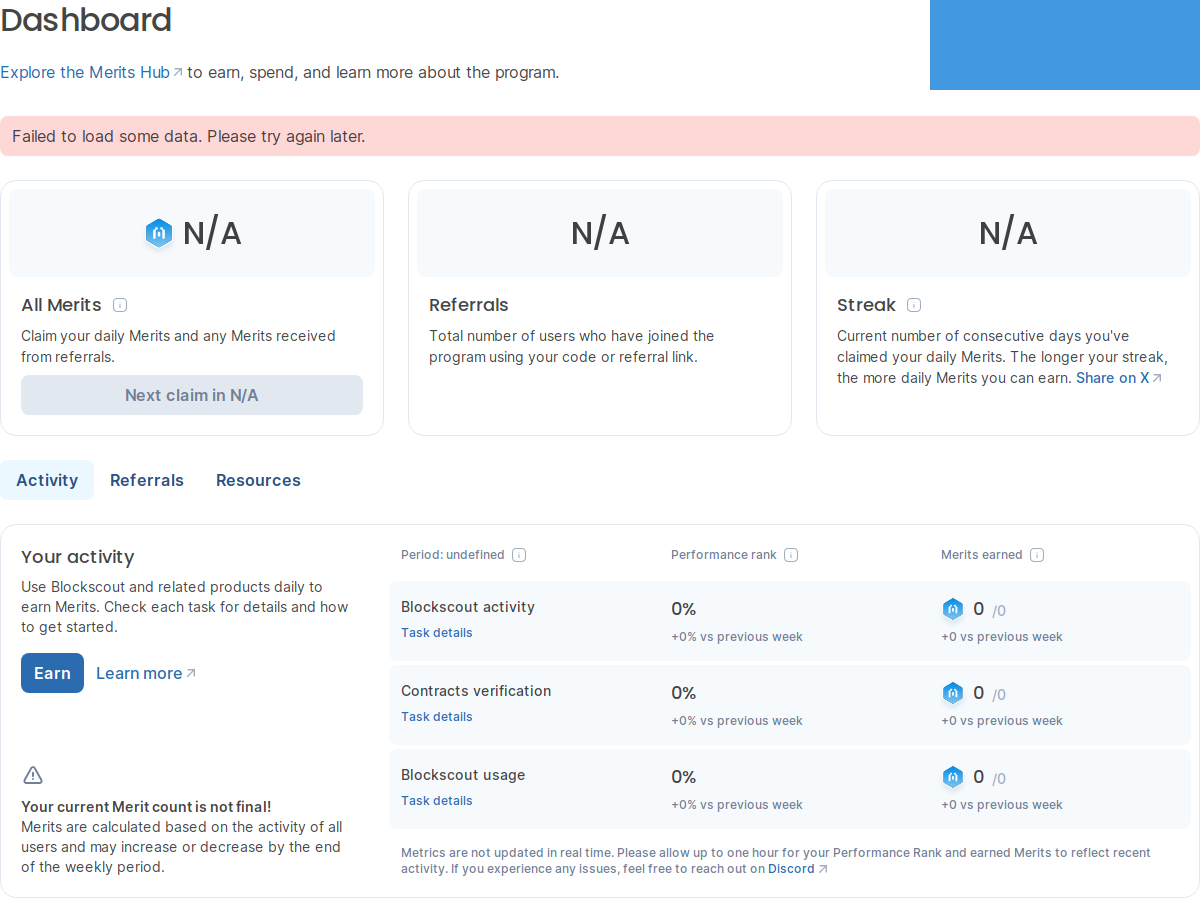 Dashboard
Explore the Merits Hub to earn, spend, and learn more about the program.
Failed to load some data. Please try again later.
N/A
All Merits
Claim your daily Merits and any Merits received
from referrals.
Next claim in N/A
N/A
Referrals
Total number of users who have joined the
program using your code or referral link.
N/A
Streak
Current number of consecutive days you've
claimed your daily Merits. The longer your streak,
the more daily Merits you can earn. Share on X
Activity Referrals Resources
Your activity
Use Blockscout and related products daily to
earn Merits. Check each task for details and how
to get started.
Earn Learn more
Your current Merit count is not final!
Merits are calculated based on the activity of all
users and may increase or decrease by the end
of the weekly period.
Period: undefined Performance rank Merits earned
Blockscout activity 0% 0 /0
Task details +0% vs previous week +0 vs previous week
Contracts verification 0% 0 /0
Task details +0% vs previous week +0 vs previous week
Blockscout usage 0% 0 /0
Task details +0% vs previous week +0 vs previous week
Metrics are not updated in real time. Please allow up to one hour for your Performance Rank and earned Merits to reflect recent
activity. If you experience any issues, feel free to reach out on Discord